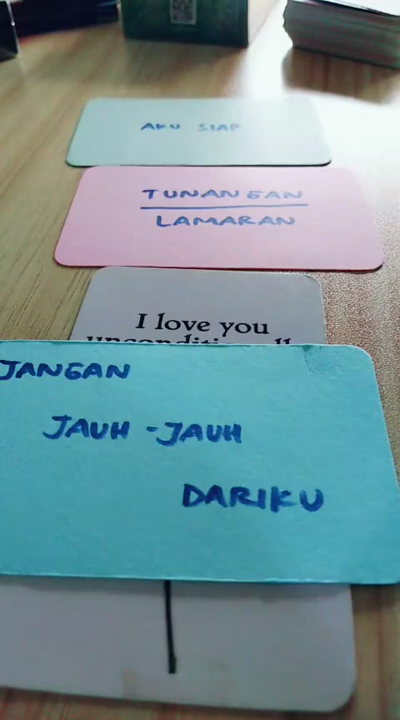 AKU SIAP
TUNANGAN
LAMARAN
I love you
JANGAN
JAUH - JAUH
DARIKU